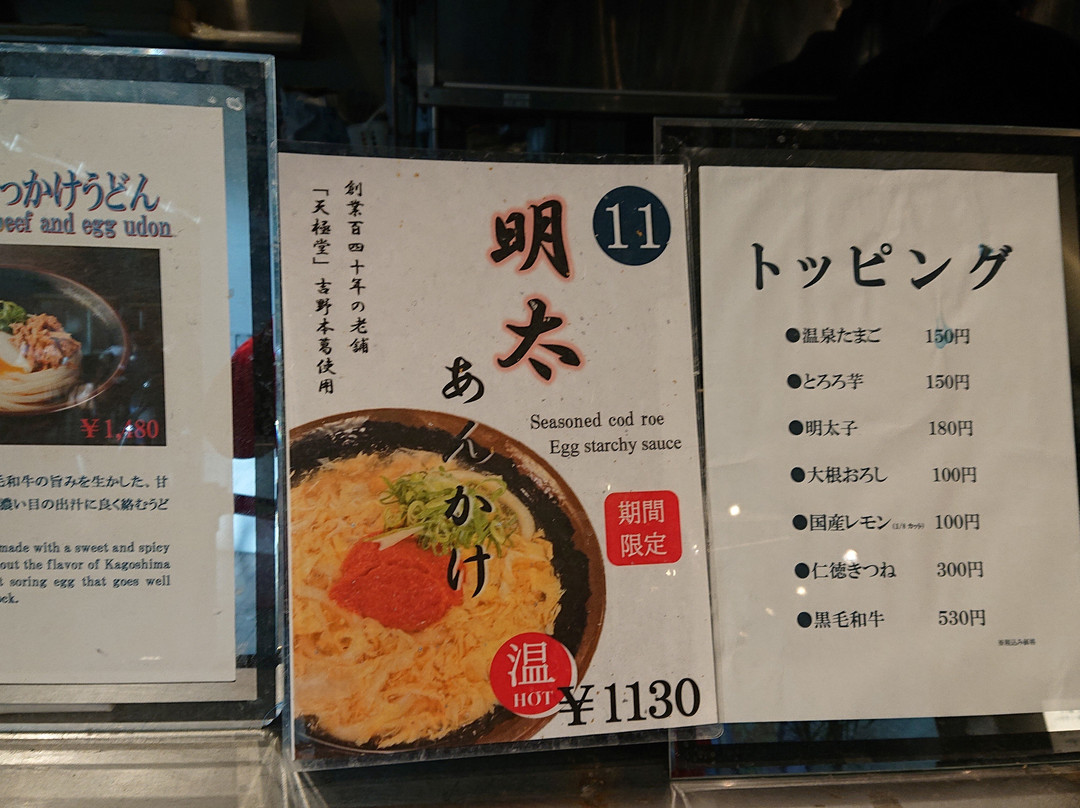 っかけうどん
beef and egg udon
¥1,480
毛和牛の旨みを生かした、甘
濃い目の出汁に良く絡むうど
made with a sweet and spicy
out the flavor of Kagoshima
t soring egg that goes well
ck.
11
明太
あんかけ
創業百四十年の老舗
「天極堂」吉野本葛使用
Seasoned cod roe
Egg starchy sauce
期間
限定
温
HOT
¥1130
トッピング
●温泉たまご 150円
●とろろ芋 150円
●明太子 180円
●大根おろし 100円
●国産レモン(1/8カット) 100円
●仁徳きつね 300円
●黒毛和牛 530円